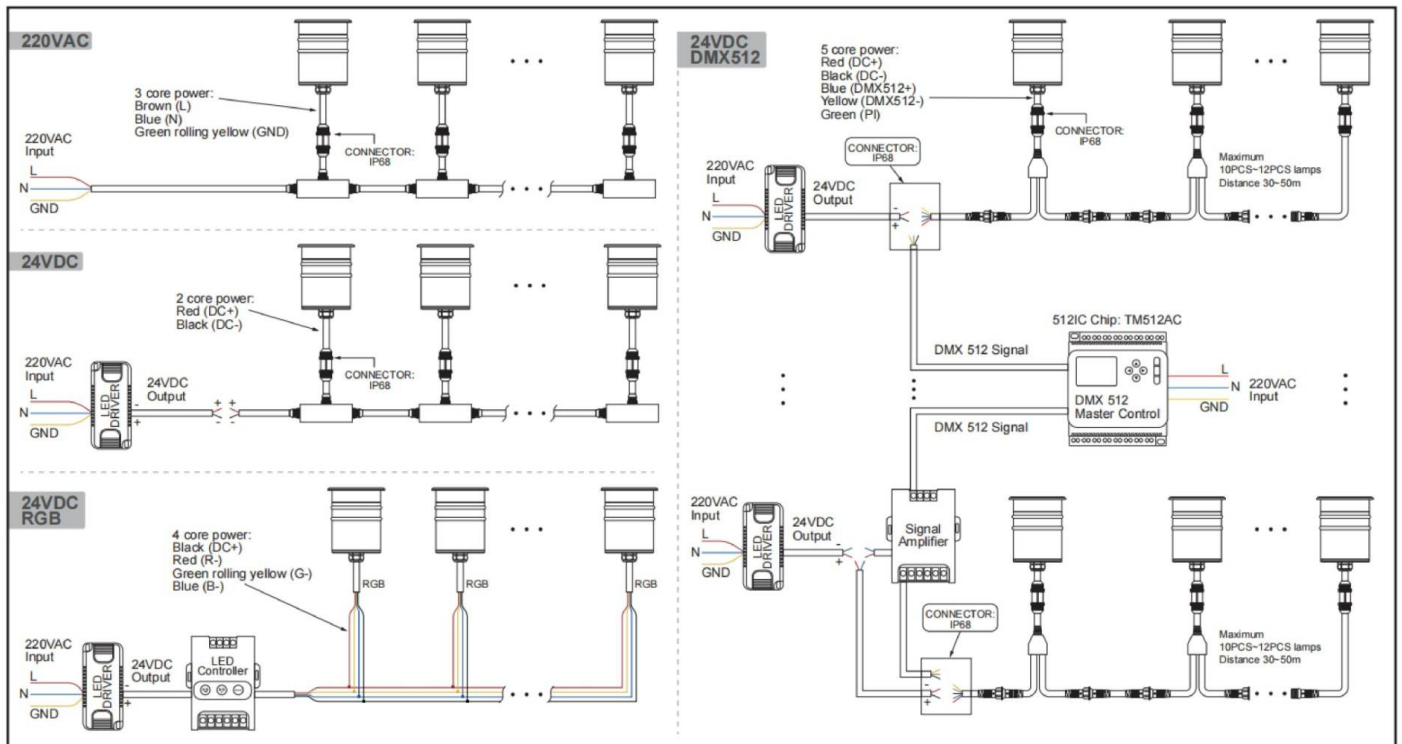 220VAC
3 core power:
Brown (L)
Blue (N)
Green rolling yellow (GND)
CONNECTOR:
IP68
220VAC
Input
L
N
GND
24VDC
2 core power:
Red (DC+)
Black (DC-)
CONNECTOR:
IP68
220VAC
Input
L
N
GND
LED
DRIVER
-
+
24VDC
Output
+ +
- -
24VDC
RGB
4 core power:
Black (DC+)
Red (R-)
Green rolling yellow (G-)
Blue (B-)
RGB
RGB
RGB
220VAC
Input
L
N
GND
LED
DRIVER
-
+
24VDC
Output
LED
Controller
24VDC
DMX512
5 core power:
Red (DC+)
Black (DC-)
Blue (DMX512+)
Yellow (DMX512-)
Green (PI)
CONNECTOR:
IP68
CONNECTOR:
IP68
220VAC
Input
L
N
GND
LED
DRIVER
24VDC
Output
-
+
Maximum
10PCS~12PCS lamps
Distance 30~50m
512IC Chip: TM512AC
DMX 512 Signal
DMX 512
Master Control
L
N
GND
220VAC
Input
DMX 512 Signal
220VAC
Input
L
N
GND
LED
DRIVER
24VDC
Output
-
+
Signal
Amplifier
CONNECTOR:
IP68
-
+
Maximum
10PCS~12PCS lamps
Distance 30~50m